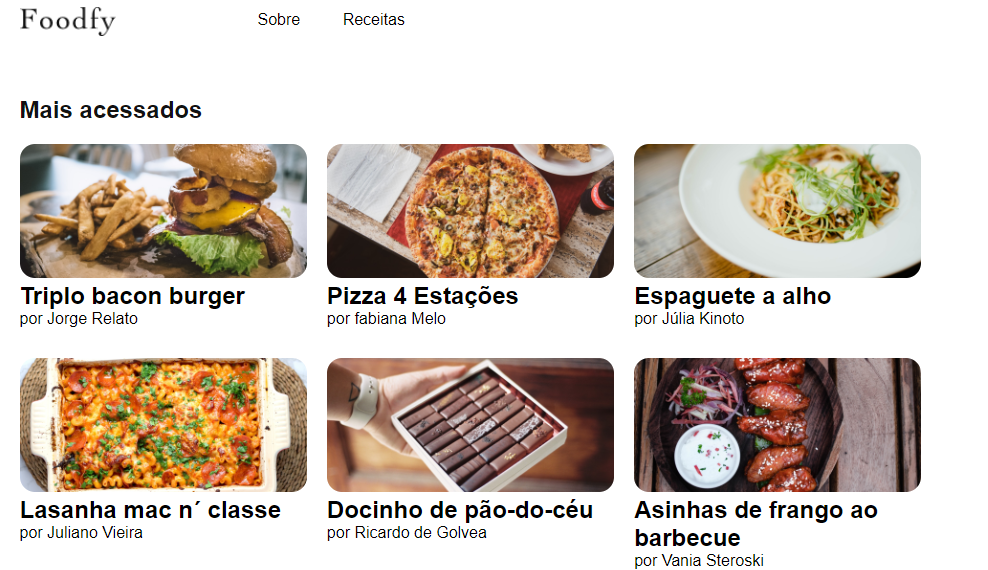 Foodfy
Sobre
Receitas
Mais acessados
Triplo bacon burger
por Jorge Relato
Pizza 4 Estações
por fabiana Melo
Espaguete a alho
por Júlia Kinoto
Lasanha mac n´ classe
por Juliano Vieira
Docinho de pão-do-céu
por Ricardo de Golvea
Asinhas de frango ao
barbecue
por Vania Steroski